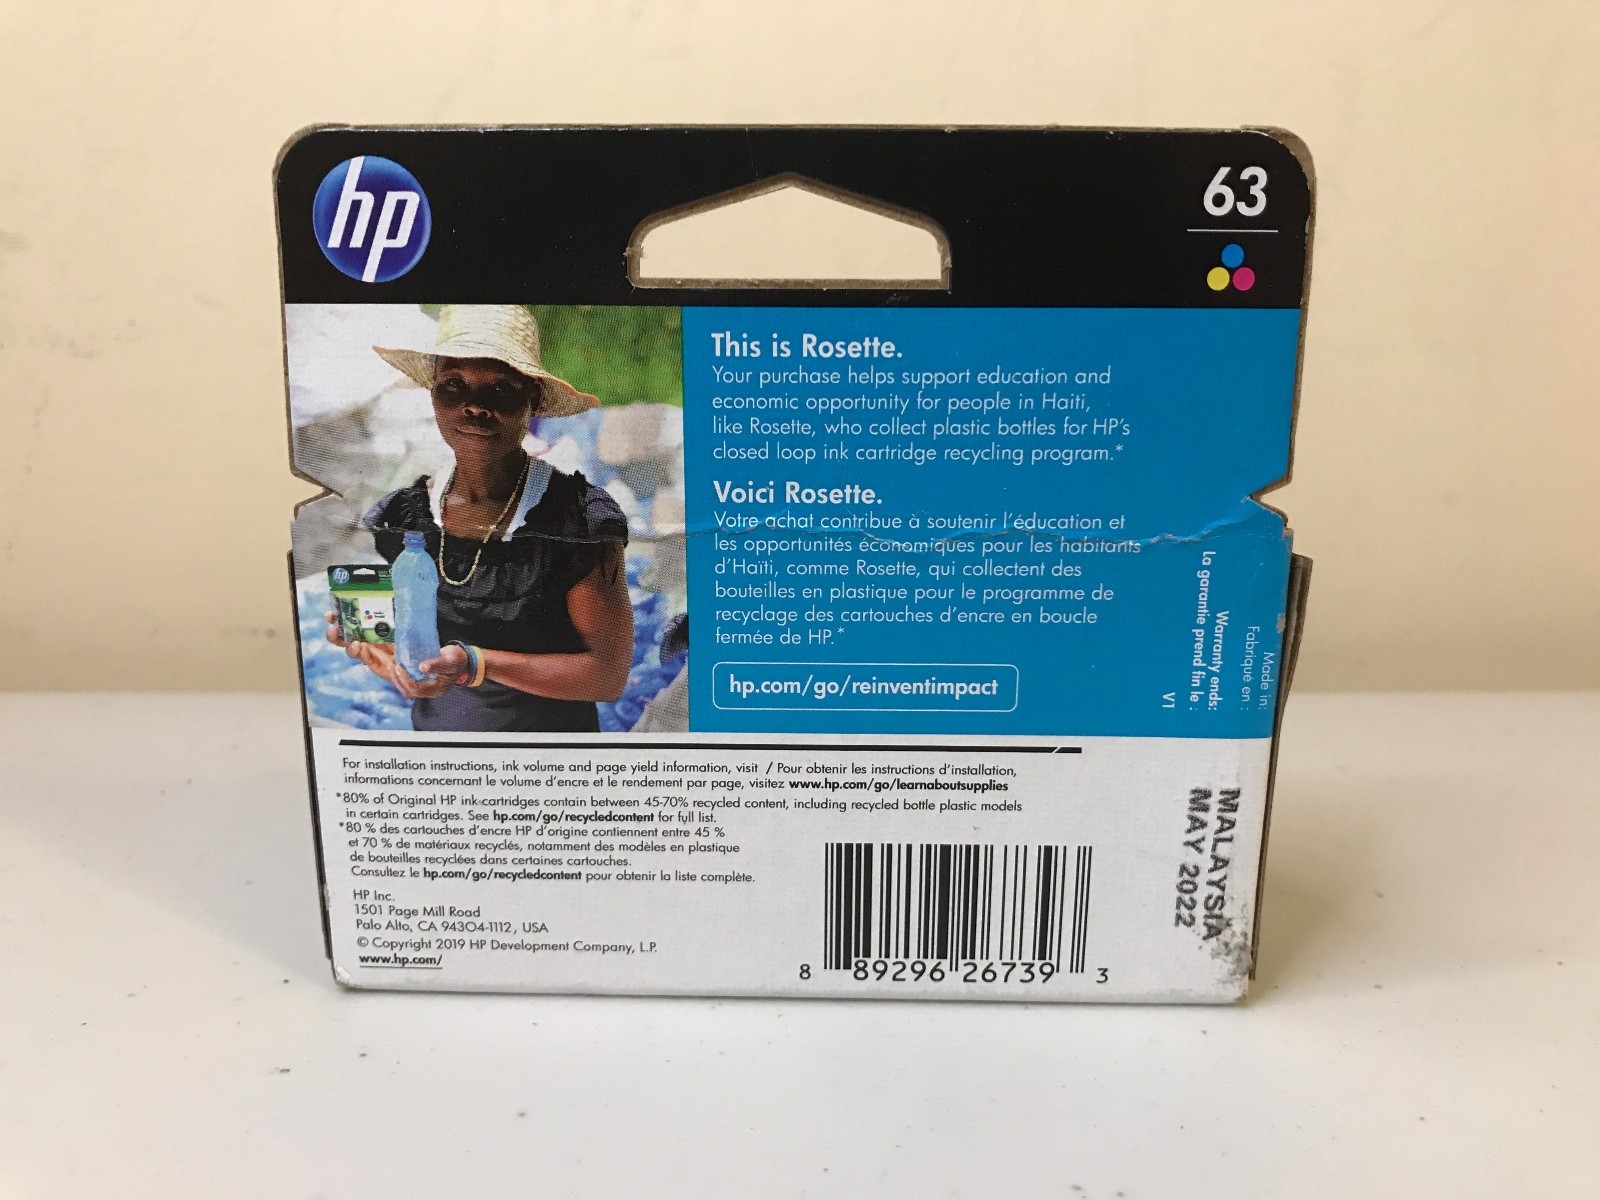 hp
63
This is Rosette.
Your purchase helps support education and
economic opportunity for people in Haiti,
like Rosette, who collect plastic bottles for HP's
closed loop ink cartridge recycling program.*
Voici Rosette.
Votre achat contribue à soutenir l'éducation et
les opportunités économiques pour les habitants
d'Haïti, comme Rosette, qui collectent des
bouteilles en plastique pour le programme de
recyclage des cartouches d'encre en boucle
fermée de HP.*
hp.com/go/reinventimpact
Made in:
Fabriqué en :
Warranty ends:
La garantie prend fin le :
V1
MALAYSIA
MAY 2022
hp
For installation instructions, ink volume and page yield information, visit / Pour obtenir les instructions d'installation,
informations concernant le volume d'encre et le rendement par page, visitez www.hp.com/go/learnaboutsupplies
*80% of Original HP ink cartridges contain between 45-70% recycled content, including recycled bottle plastic models
in certain cartridges. See hp.com/go/recycledcontent for full list.
*80 % des cartouches d'encre HP d'origine contiennent entre 45 %
et 70 % de matériaux recyclés, notamment des modèles en plastique
de bouteilles recyclées dans certaines cartouches.
Consultez le hp.com/go/recycledcontent pour obtenir la liste complète.
HP Inc.
1501 Page Mill Road
Palo Alto, CA 94304-1112, USA
© Copyright 2019 HP Development Company, L.P.
www.hp.com/
8 89296 26739 3